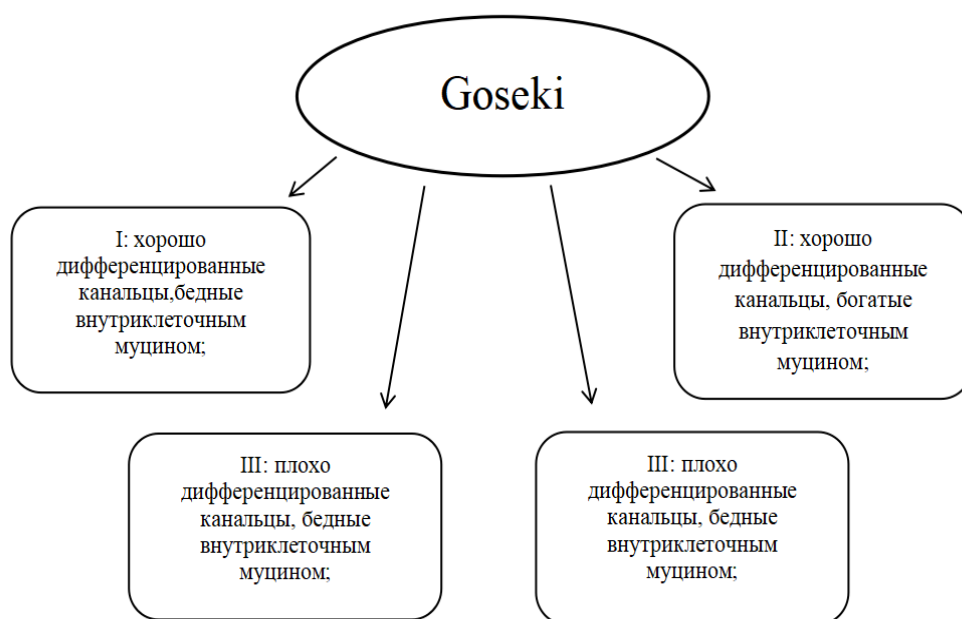 Goseki
I: хорошо
дифференцированные
канальцы,бедные
внутриклеточным
муцином;
II: хорошо
дифференцированные
канальцы, богатые
внутриклеточным
муцином;
III: плохо
дифференцированные
канальцы, бедные
внутриклеточным
муцином;
III: плохо
дифференцированные
канальцы, бедные
внутриклеточным
муцином;